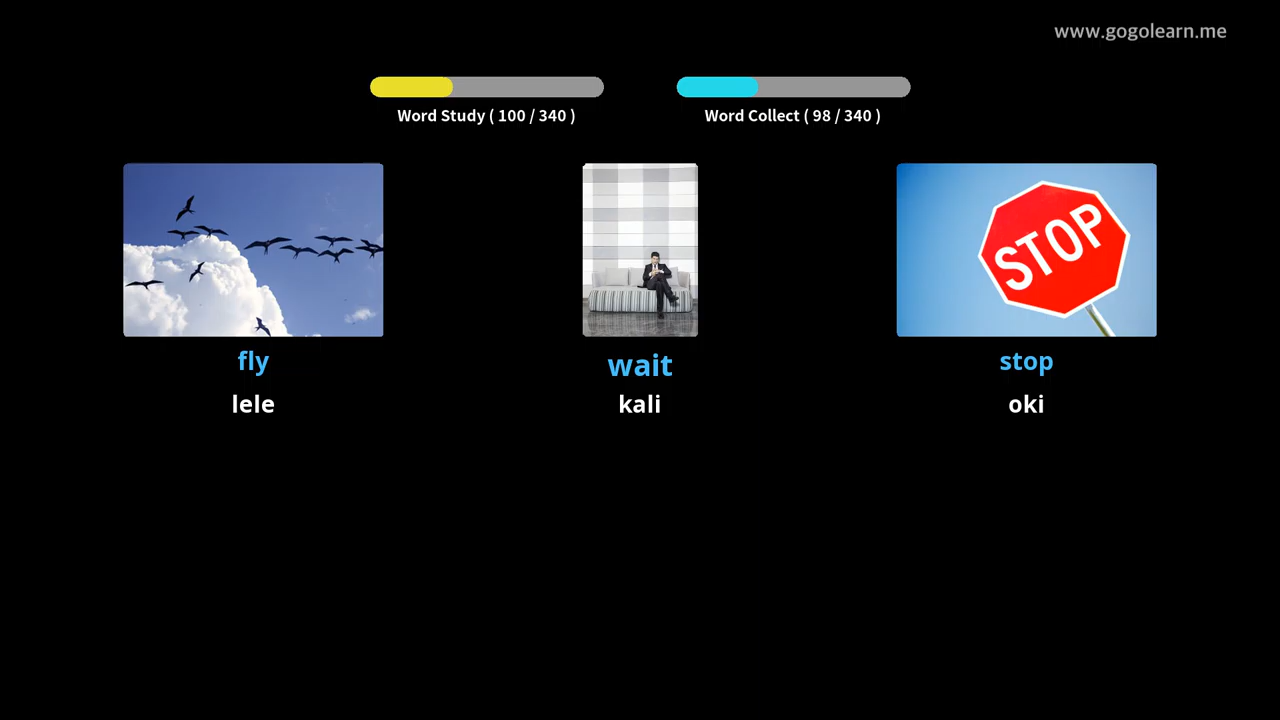 www.gogolearn.me
Word Study ( 100 / 340 )
Word Collect ( 98 / 340 )
STOP
fly
wait
stop
lele
kali
oki